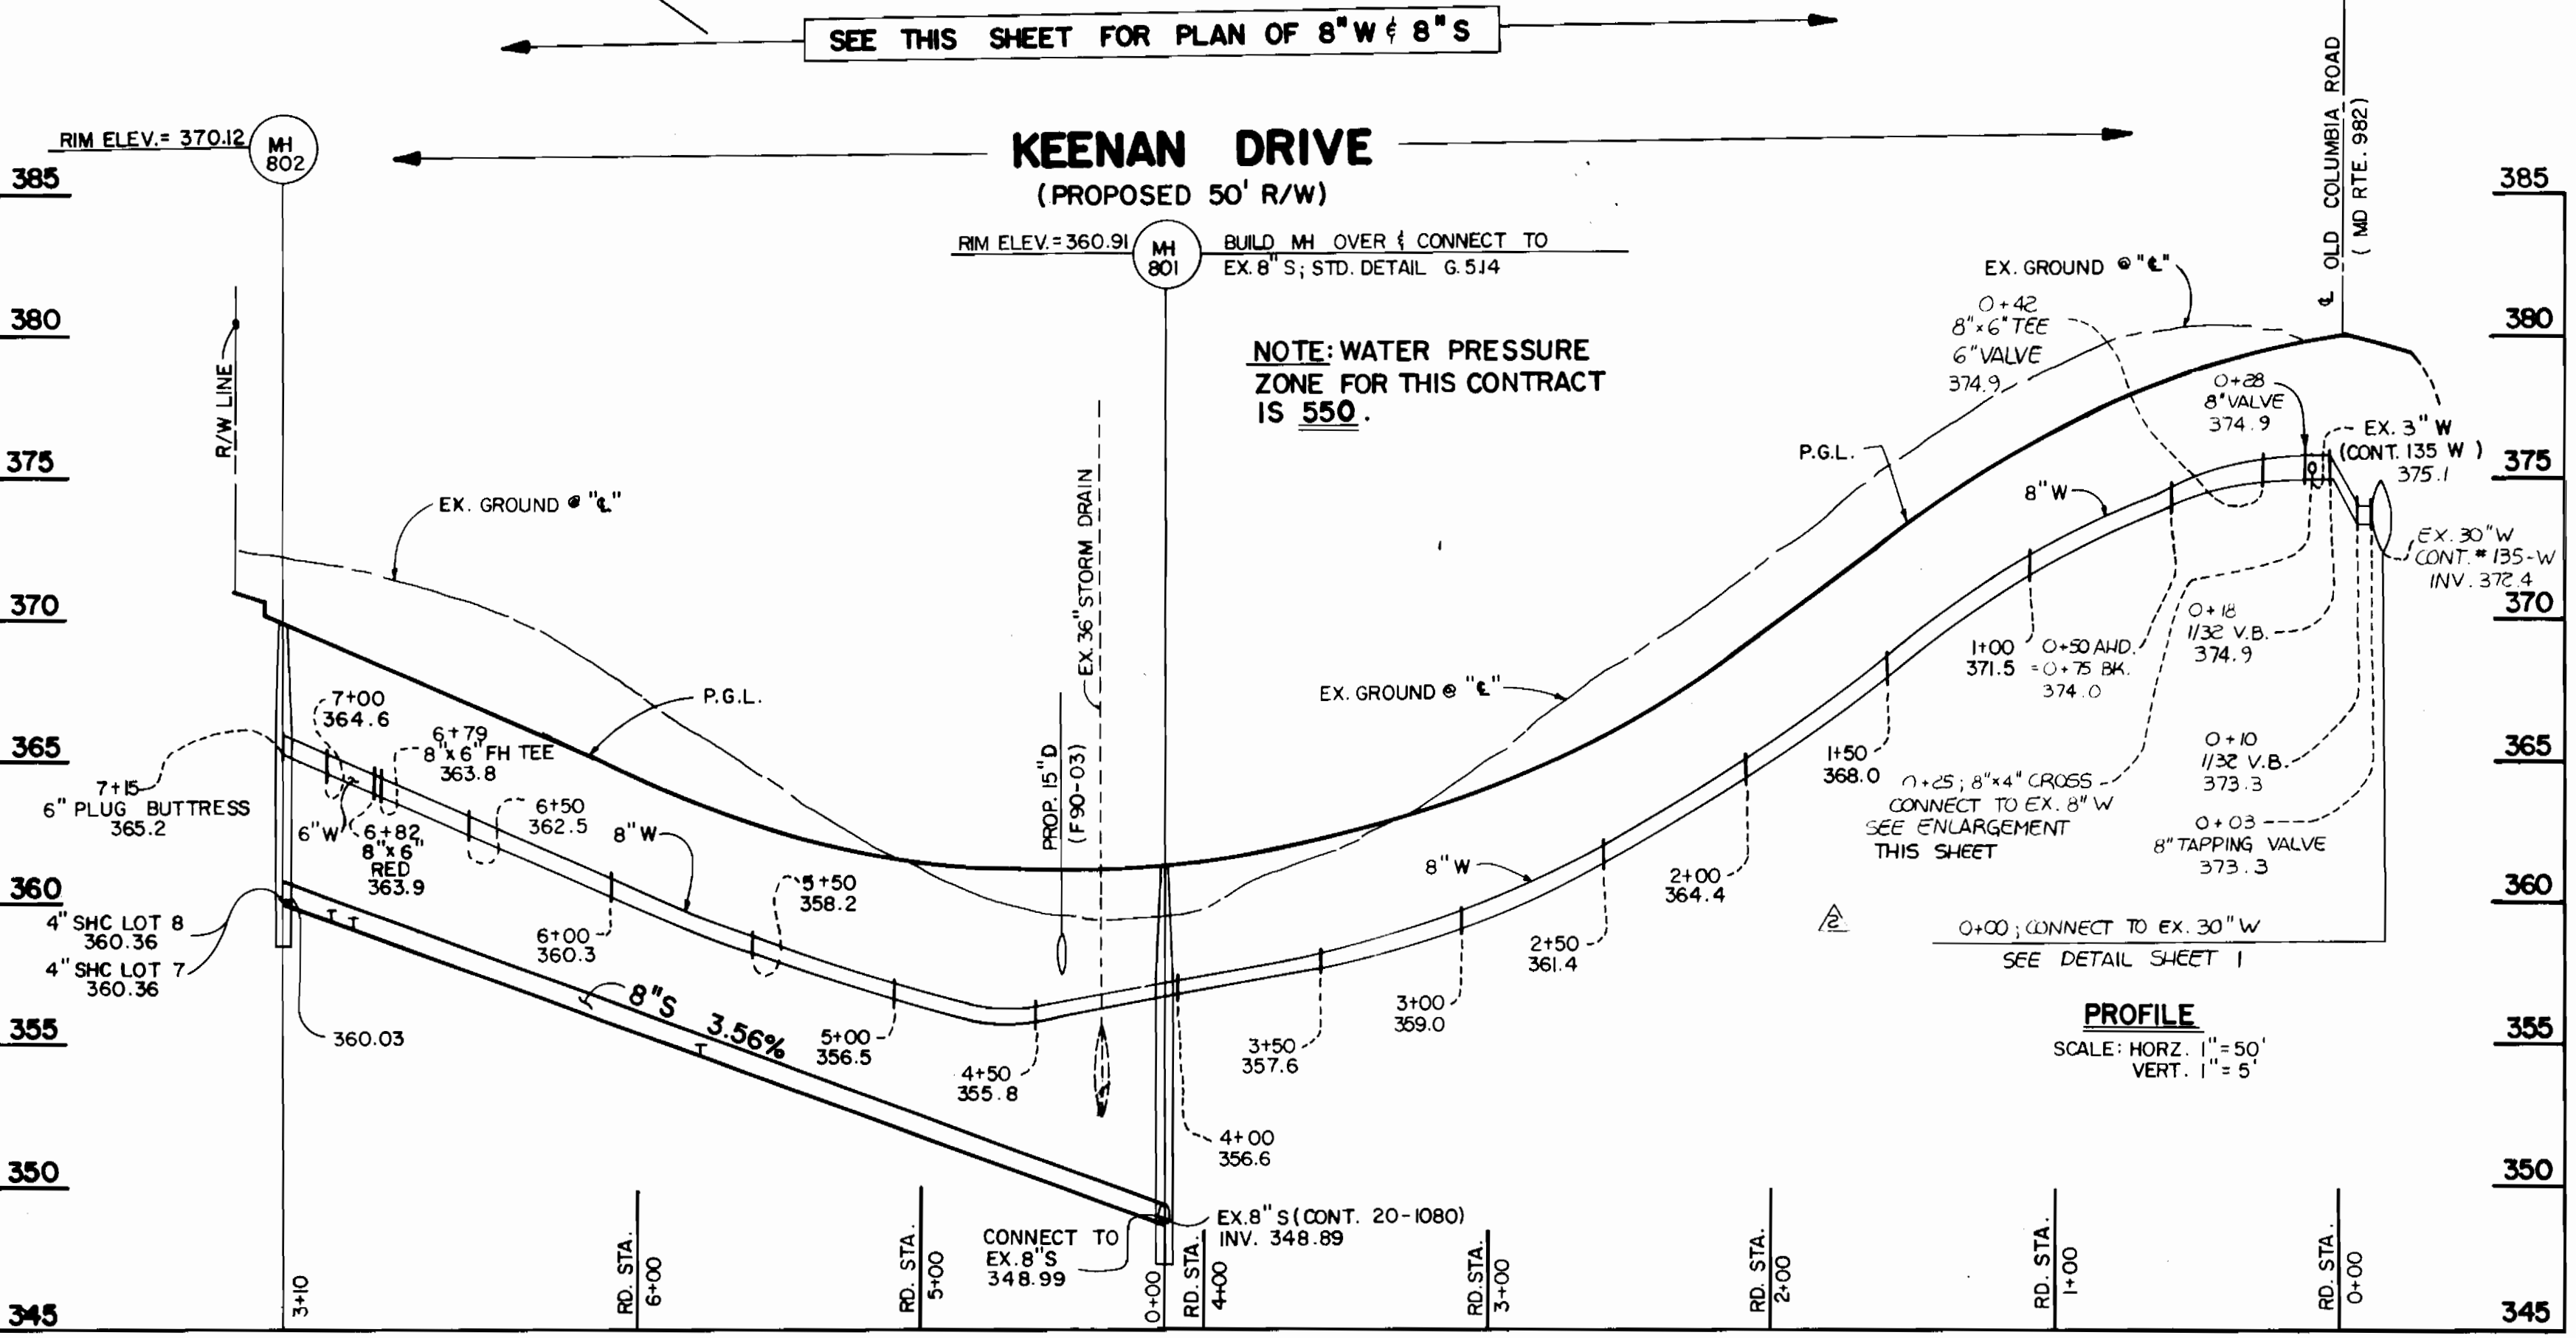 SEE THIS SHEET FOR PLAN OF 8"W & 8"S
RIM ELEV.= 370.12
MH
802
KEENAN DRIVE
(PROPOSED 50' R/W)
RIM ELEV.=360.91
MH
801
BUILD MH OVER & CONNECT TO
EX. 8"S; STD. DETAIL G.5.14
OLD COLUMBIA ROAD
(MD RTE. 982)
℄
385
380
375
370
365
360
355
350
345
385
380
375
370
365
360
355
350
345
R/W LINE
EX. GROUND @ "℄"
NOTE: WATER PRESSURE
ZONE FOR THIS CONTRACT
IS 550.
EX. GROUND @ "℄"
0+42
8"x6" TEE
6" VALVE
374.9
0+28
8" VALVE
374.9
EX. 3" W
(CONT. 135 W )
375.1
P.G.L.
8"W
EX. 30"W
CONT. # 135-W
INV. 372.4
EX. 36" STORM DRAIN
PROP. 15"D
(F90-03)
P.G.L.
EX. GROUND @ "℄"
0+18
1/32 V.B.
374.9
1+00
371.5
0+50 AHD.
=0+75 BK.
374.0
7+00
364.6
6+79
8"x6" FH TEE
363.8
7+15
6" PLUG BUTTRESS
365.2
6"W
6+82
8"x6"
RED
363.9
6+50
362.5
8"W
5+50
358.2
1+50
368.0
0+25; 8"x4" CROSS
CONNECT TO EX. 8"W
SEE ENLARGEMENT
THIS SHEET
0+10
1/32 V.B.
373.3
0+03
8" TAPPING VALVE
373.3
8"W
2+00
364.4
4" SHC LOT 8
360.36
4" SHC LOT 7
360.36
360.03
6+00
360.3
2+50
361.4
2
0+00; CONNECT TO EX. 30"W
SEE DETAIL SHEET 1
8"S 3.56%
5+00
356.5
4+50
355.8
3+50
357.6
3+00
359.0
PROFILE
SCALE: HORZ. 1"=50'
VERT. 1"=5'
4+00
356.6
CONNECT TO
EX. 8"S
348.99
EX. 8"S (CONT. 20-1080)
INV. 348.89
3+10
RD. STA.
6+00
RD. STA.
5+00
0+00
RD. STA.
4+00
RD. STA.
3+00
RD. STA.
2+00
RD. STA.
1+00
RD. STA.
0+00